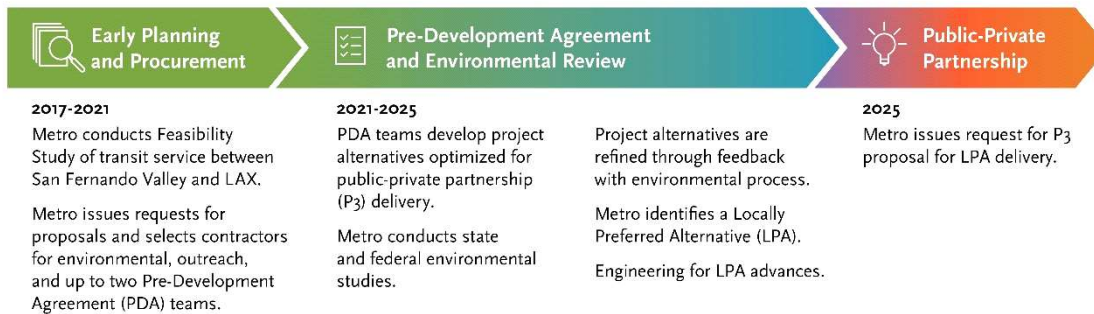 Early Planning
and Procurement
Pre-Development Agreement
and Environmental Review
Public-Private
Partnership
2017-2021
Metro conducts Feasibility
Study of transit service between
San Fernando Valley and LAX.
Metro issues requests for
proposals and selects contractors
for environmental, outreach,
and up to two Pre-Development
Agreement (PDA) teams.
2021-2025
PDA teams develop project
alternatives optimized for
public-private partnership
(P3) delivery.
Metro conducts state
and federal environmental
studies.
Project alternatives are
refined through feedback
with environmental process.
Metro identifies a Locally
Preferred Alternative (LPA).
Engineering for LPA advances.
2025
Metro issues request for P3
proposal for LPA delivery.